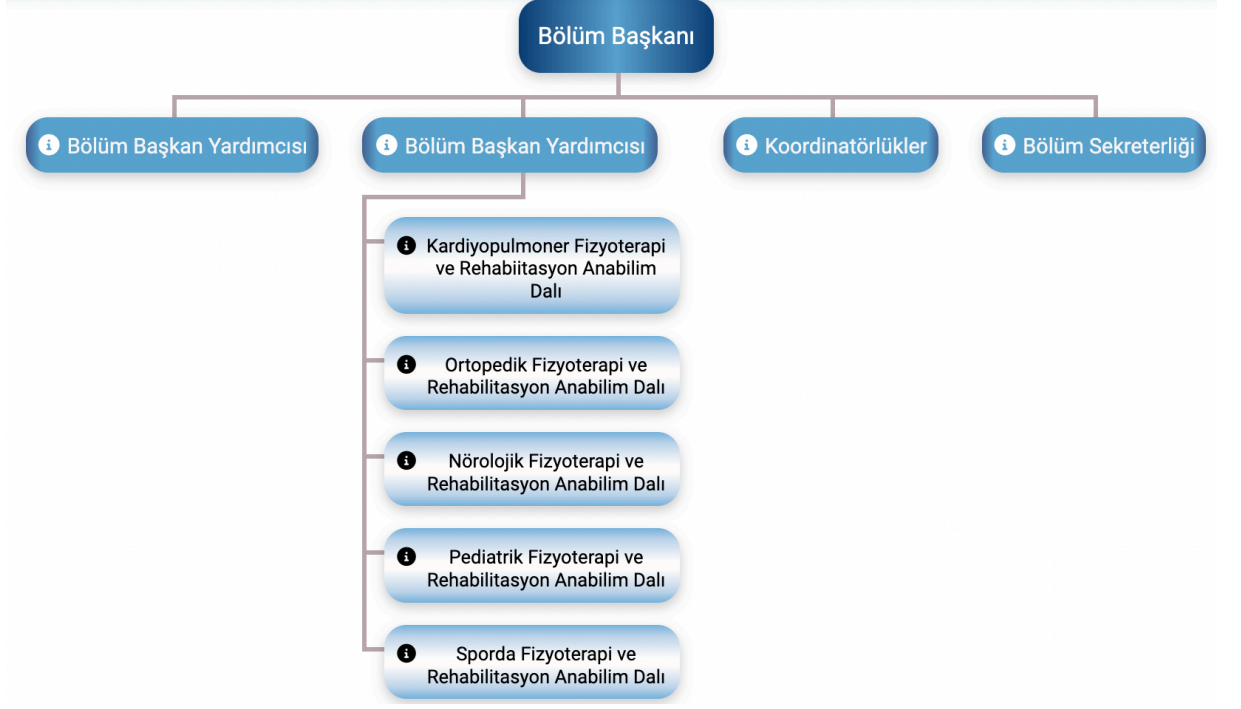 Bölüm Başkanı
Bölüm Başkan Yardımcısı
Bölüm Başkan Yardımcısı
Koordinatörlükler
Bölüm Sekreterliği
Kardiyopulmoner Fizyoterapi
ve Rehabiitasyon Anabilim
Dalı
Ortopedik Fizyoterapi ve
Rehabilitasyon Anabilim Dalı
Nörolojik Fizyoterapi ve
Rehabilitasyon Anabilim Dalı
Pediatrik Fizyoterapi ve
Rehabilitasyon Anabilim Dalı
Sporda Fizyoterapi ve
Rehabilitasyon Anabilim Dalı